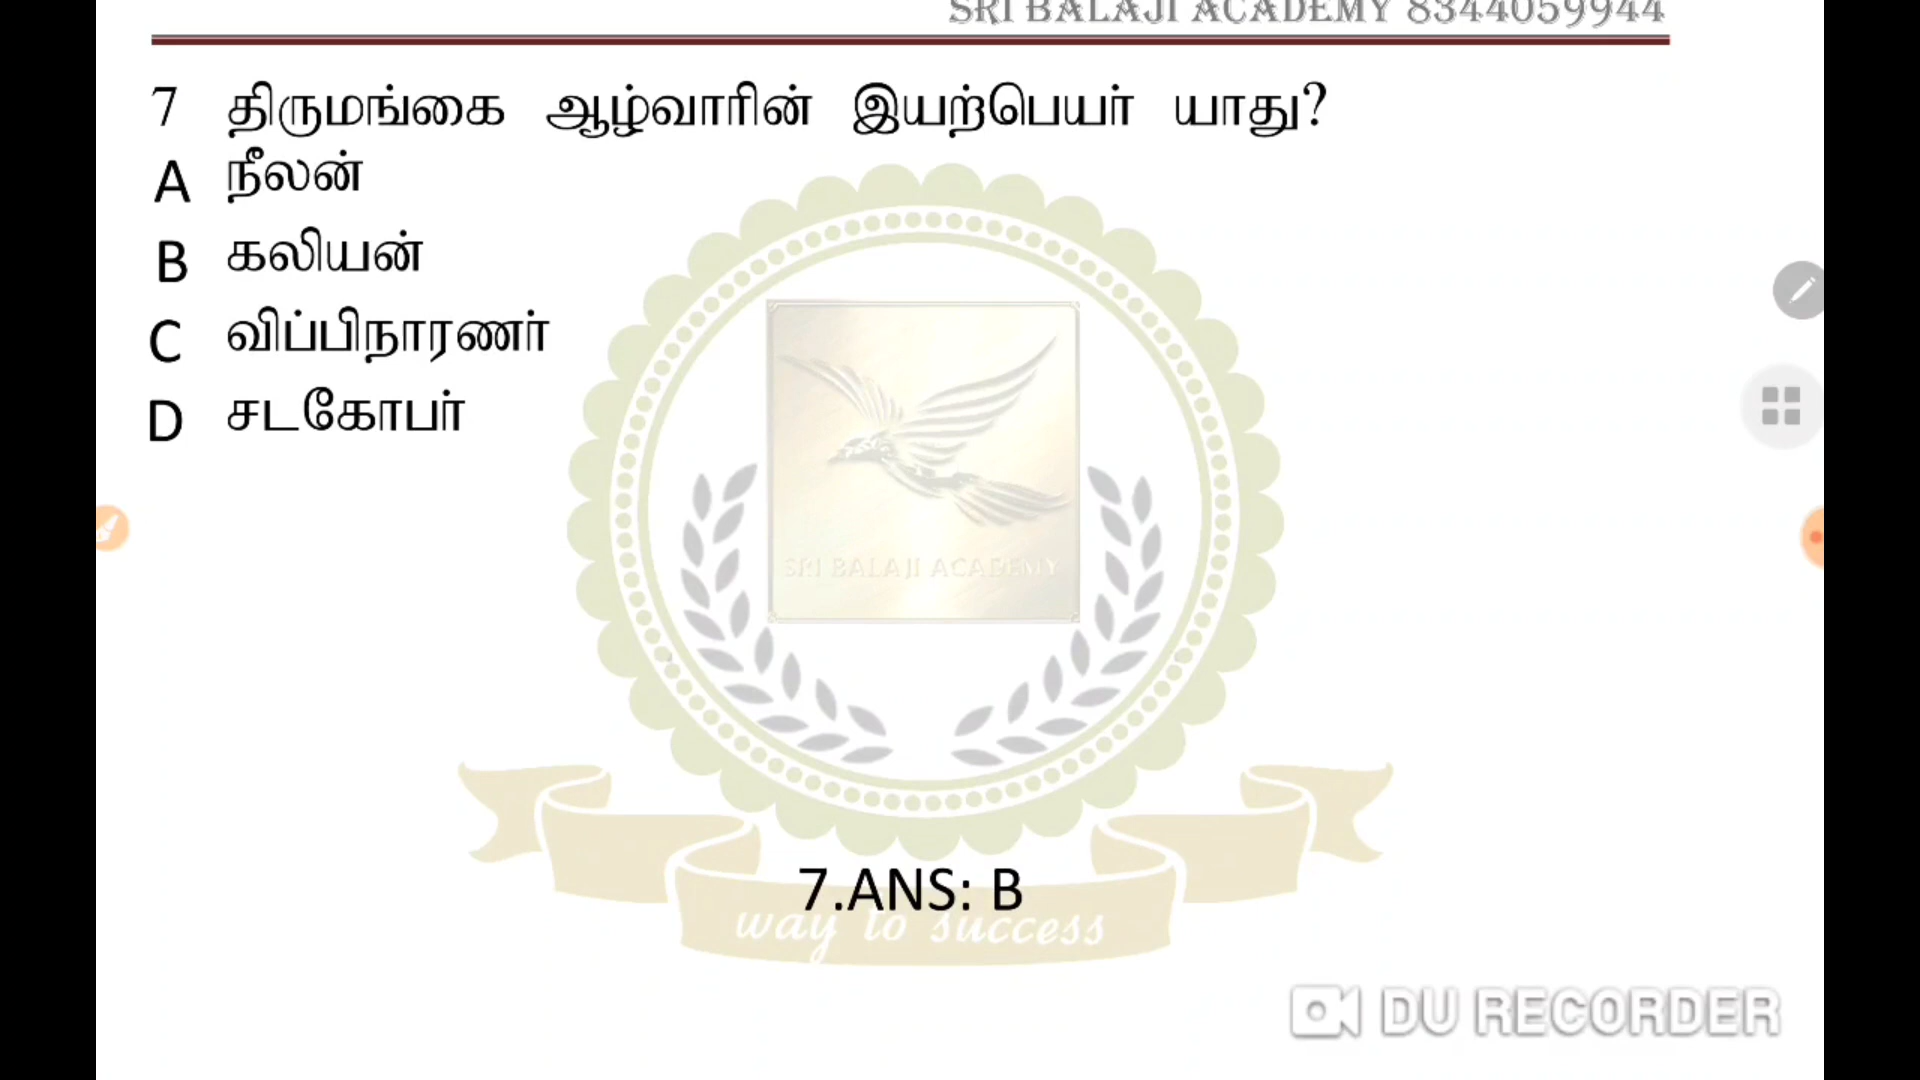 SRI BALAJI ACADEMY 8344059944
7 திருமங்கை ஆழ்வாரின் இயற்பெயர் யாது?
A நீலன்
B கலியன்
C விப்பிநாரணர்
D சடகோபர்
SRI BALAJI ACADEMY
7.ANS: B
way to success
DU RECORDER